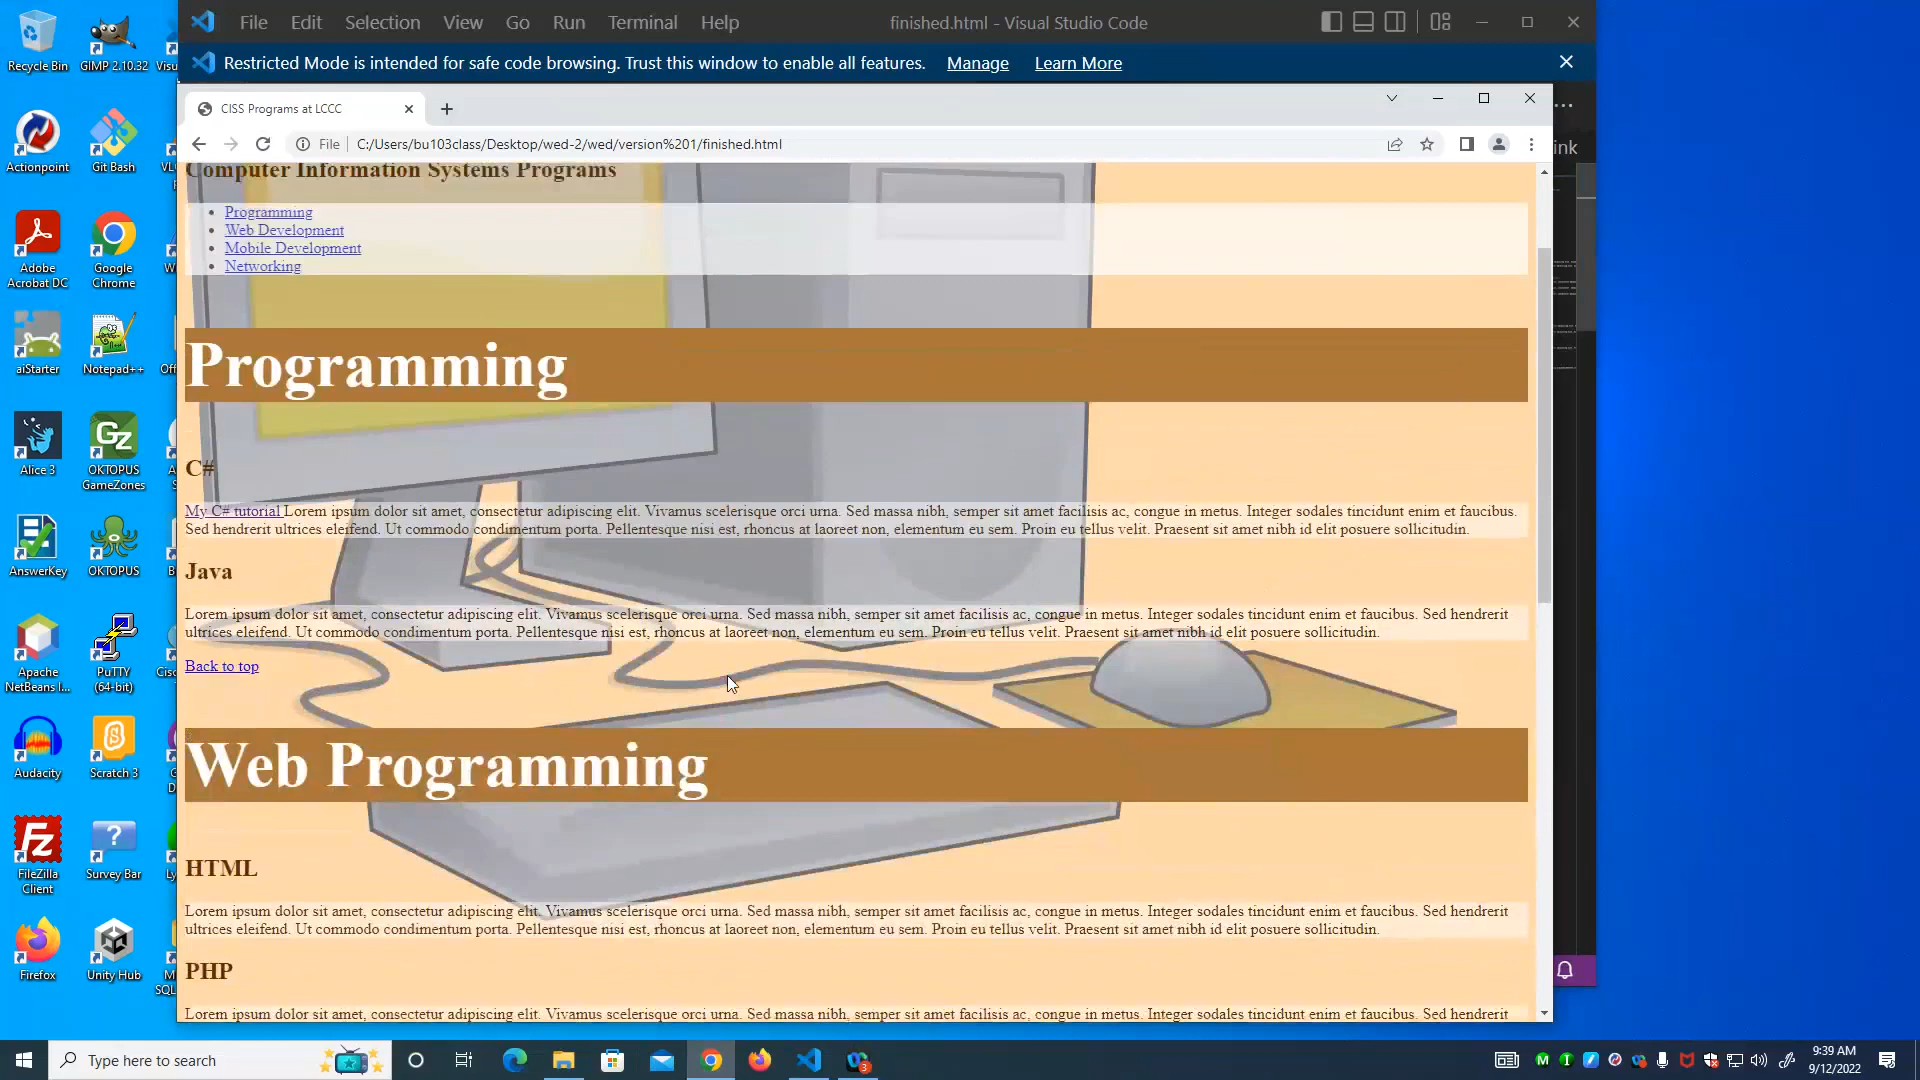 File Edit Selection View Go Run Terminal Help
finished.html - Visual Studio Code
Restricted Mode is intended for safe code browsing. Trust this window to enable all features. Manage Learn More
CISS Programs at LCCC
File C:/Users/bu103class/Desktop/wed-2/wed/version%201/finished.html
ink
Computer Information Systems Programs
Programming
Web Development
Mobile Development
Networking
Programming
C#
My C# tutorial Lorem ipsum dolor sit amet, consectetur adipiscing elit. Vivamus scelerisque orci urna. Sed massa nibh, semper sit amet facilisis ac, congue in metus. Integer sodales tincidunt enim et faucibus.
Sed hendrerit ultrices eleifend. Ut commodo condimentum porta. Pellentesque nisi est, rhoncus at laoreet non, elementum eu sem. Proin eu tellus velit. Praesent sit amet nibh id elit posuere sollicitudin.
Java
Lorem ipsum dolor sit amet, consectetur adipiscing elit. Vivamus scelerisque orci urna. Sed massa nibh, semper sit amet facilisis ac, congue in metus. Integer sodales tincidunt enim et faucibus. Sed hendrerit
ultrices eleifend. Ut commodo condimentum porta. Pellentesque nisi est, rhoncus at laoreet non, elementum eu sem. Proin eu tellus velit. Praesent sit amet nibh id elit posuere sollicitudin.
Back to top
Web Programming
HTML
Lorem ipsum dolor sit amet, consectetur adipiscing elit. Vivamus scelerisque orci urna. Sed massa nibh, semper sit amet facilisis ac, congue in metus. Integer sodales tincidunt enim et faucibus. Sed hendrerit
ultrices eleifend. Ut commodo condimentum porta. Pellentesque nisi est, rhoncus at laoreet non, elementum eu sem. Proin eu tellus velit. Praesent sit amet nibh id elit posuere sollicitudin.
PHP
Lorem ipsum dolor sit amet, consectetur adipiscing elit. Vivamus scelerisque orci urna. Sed massa nibh, semper sit amet facilisis ac, congue in metus. Integer sodales tincidunt enim et faucibus. Sed hendrerit
Recycle Bin
GIMP 2.10.32
Visu
Actionpoint
Git Bash
VL
Adobe
Acrobat DC
Google
Chrome
W
aiStarter
Notepad++
Off
Alice 3
GZ
OKTOPUS
GameZones
A
S
AnswerKey
OKTOPUS
B
Apache
NetBeans I...
PuTTY
(64-bit)
Cisc
Audacity
Scratch 3
G
D
Fz
FileZilla
Client
Survey Bar
Ly
Firefox
Unity Hub
M
SQL
Type here to search
3
9:39 AM
9/12/2022